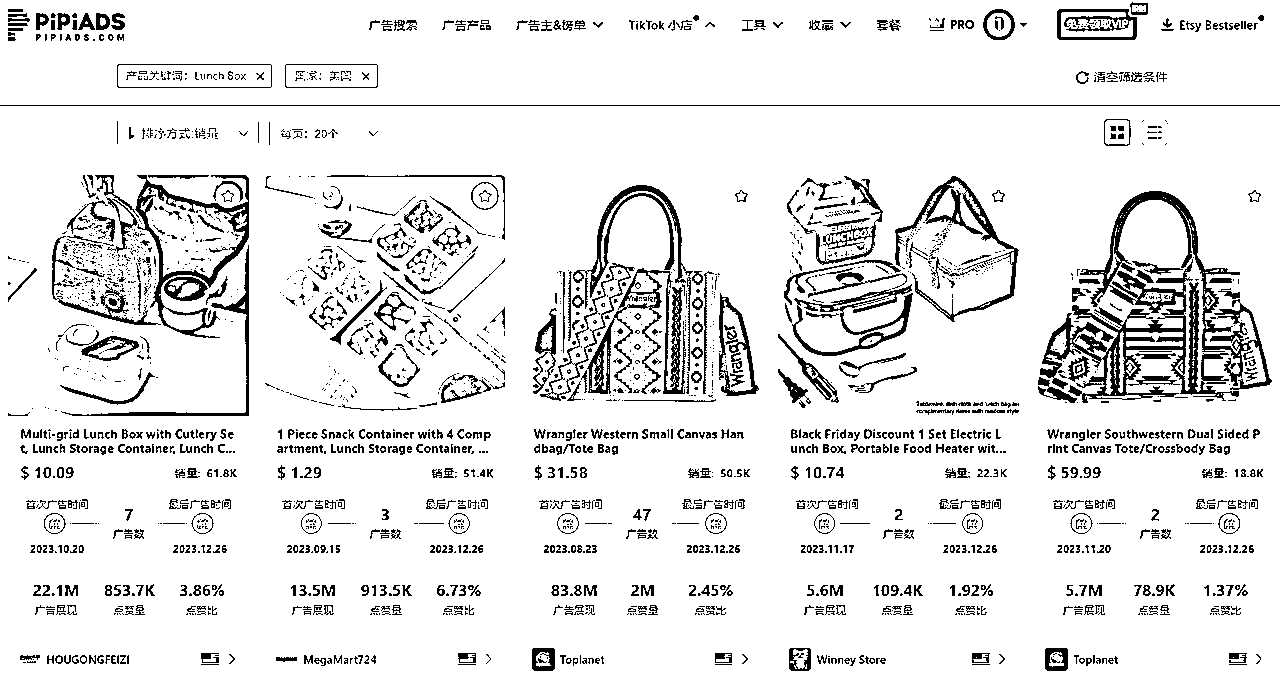 PiPiADS
PIPIADS.COM
广告搜索 广告产品 广告主&榜单 TikTok 小店 工具 收藏 套餐 PRO 免费领取VIP Etsy Bestseller
产品关键词: Lunch Box 国家: 美国 清空筛选条件
排序方式:销量 每页: 20个
LUNCHBOX
Wrangler
Wrangler
Wrangler
Multi-grid Lunch Box with Cutlery Se
t, Lunch Storage Container, Lunch C...
$ 10.09 销量: 61.8K
首次广告时间 最后广告时间
7
广告数
2023.10.20 2023.12.26
22.1M 853.7K 3.86%
广告展现 点赞量 点赞比
HOUGONGFEIZI
1 Piece Snack Container with 4 Comp
artment, Lunch Storage Container, ...
$ 1.29 销量: 51.4K
首次广告时间 最后广告时间
3
广告数
2023.09.15 2023.12.26
13.5M 913.5K 6.73%
广告展现 点赞量 点赞比
MegaMart724
Wrangler Western Small Canvas Han
dbag/Tote Bag
$ 31.58 销量: 50.5K
首次广告时间 最后广告时间
47
广告数
2023.08.23 2023.12.26
83.8M 2M 2.45%
广告展现 点赞量 点赞比
Toplanet
Black Friday Discount 1 Set Electric L
unch Box, Portable Food Heater wit...
$ 10.74 销量: 22.3K
首次广告时间 最后广告时间
2
广告数
2023.11.17 2023.12.26
5.6M 109.4K 1.92%
广告展现 点赞量 点赞比
Winney Store
Wrangler Southwestern Dual Sided P
rint Canvas Tote/Crossbody Bag
$ 59.99 销量: 18.8K
首次广告时间 最后广告时间
2
广告数
2023.11.20 2023.12.26
5.7M 78.9K 1.37%
广告展现 点赞量 点赞比
Toplanet